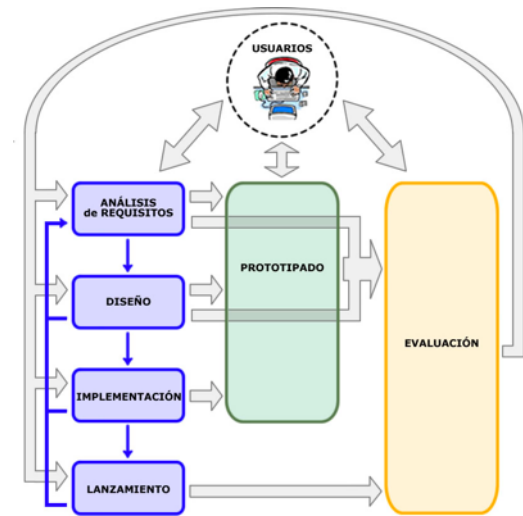 USUARIOS
ANÁLISIS
de REQUISITOS
PROTOTIPADO
DISEÑO
EVALUACIÓN
IMPLEMENTACIÓN
LANZAMIENTO